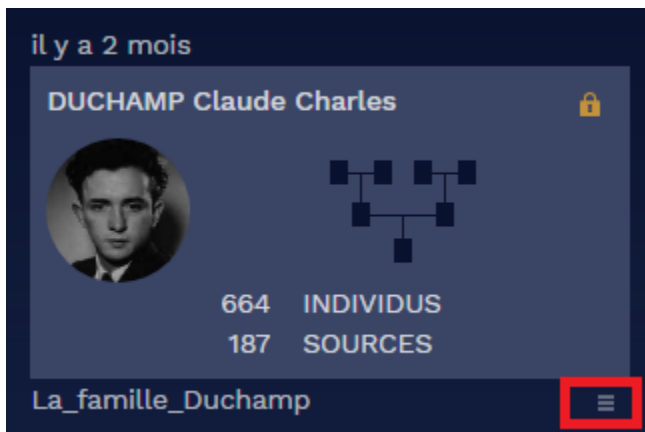 il y a 2 mois
DUCHAMP Claude Charles
664 INDIVIDUS
187 SOURCES
La_famille_Duchamp